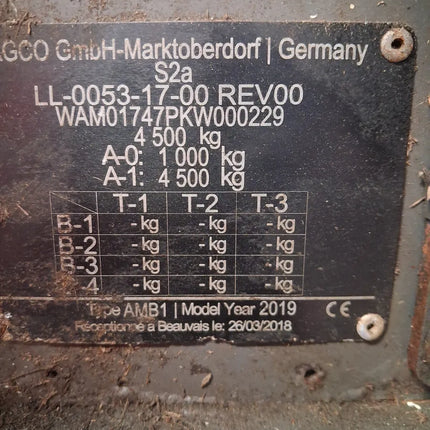 AGCO GmbH-Marktoberdorf | Germany
S2a
LL-0053-17-00 REV00
WAM01747PKW000229
4 500 kg
A-0: 1 000 kg
A-1: 4 500 kg
T-1 T-2 T-3
B-1 -kg -kg -kg
B-2 -kg -kg -kg
B-3 -kg -kg -kg
4 -kg -kg -kg
Type AMB1 | Model Year 2019 CE
Réceptionné à Beauvais le: 26/03/2018